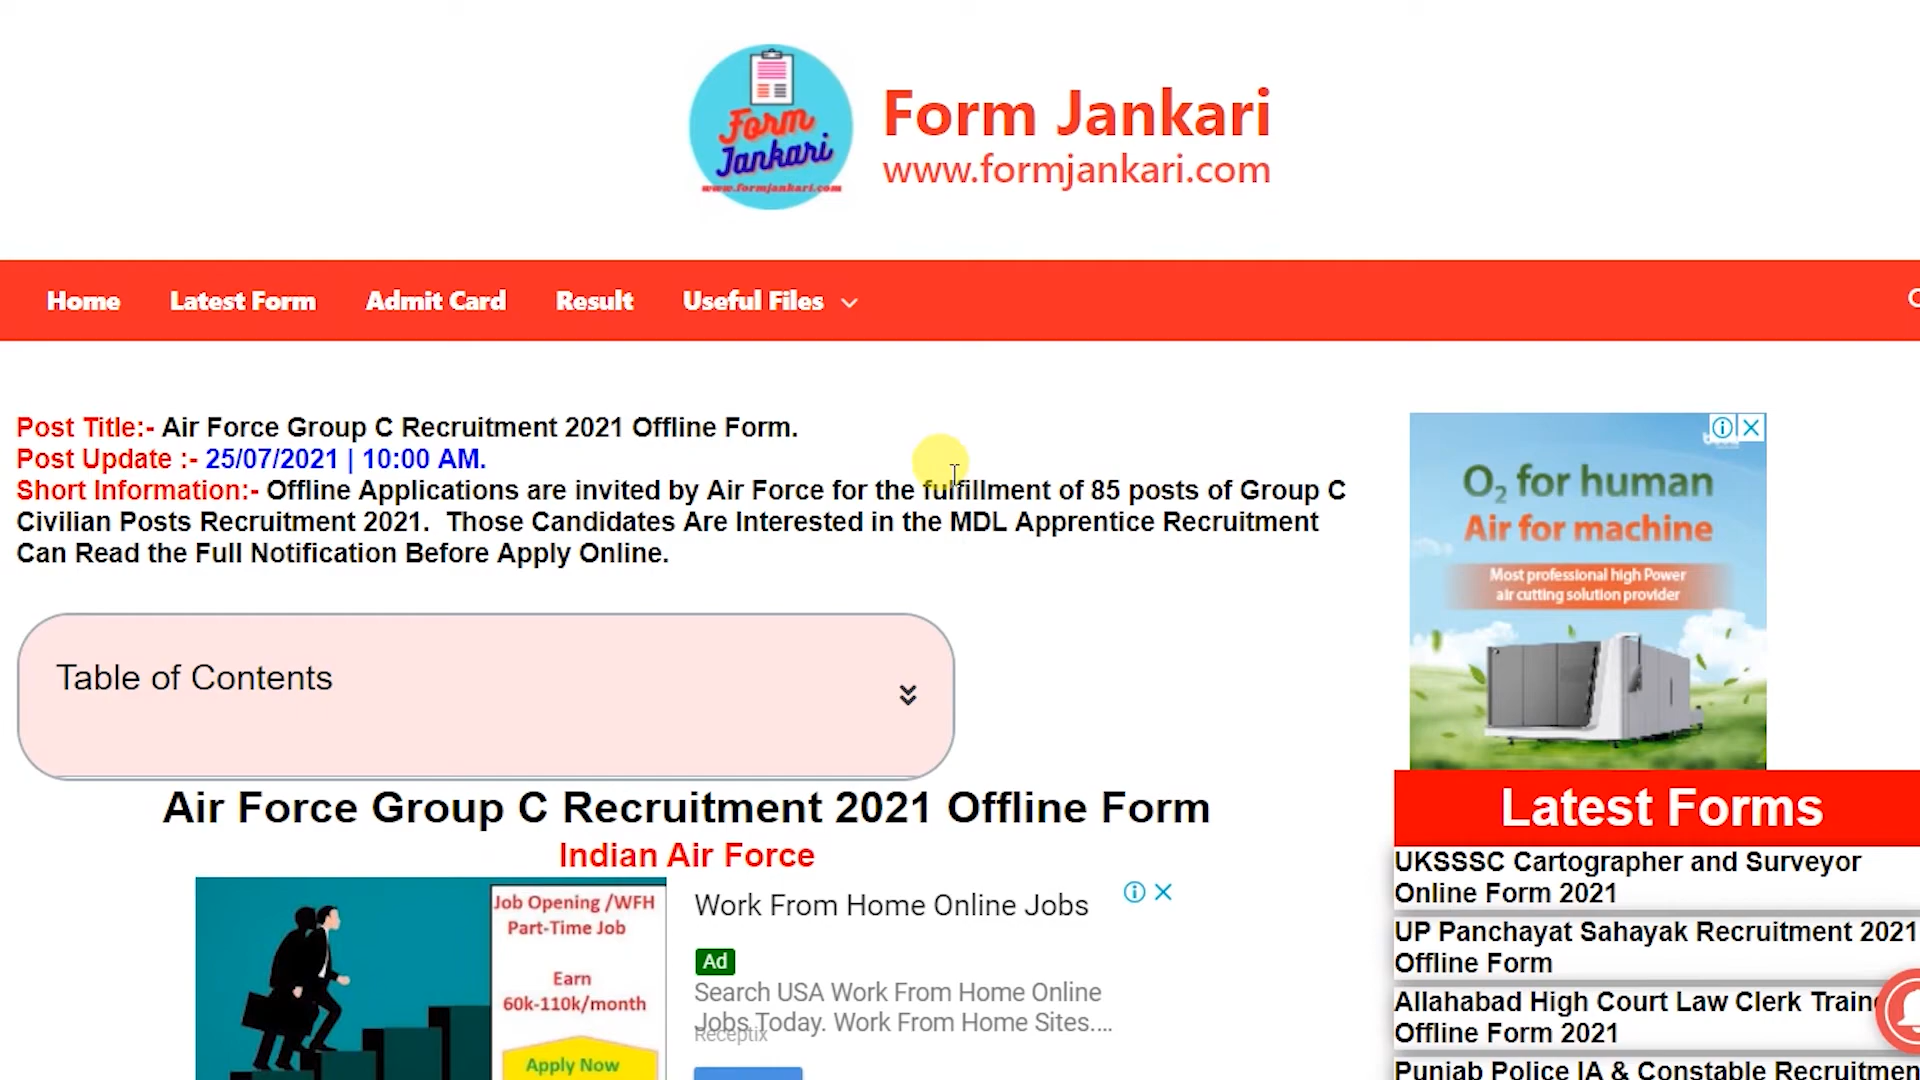 Form
Jankari
www.formjankari.com
Form Jankari
www.formjankari.com
Home
Latest Form
Admit Card
Result
Useful Files
Post Title:- Air Force Group C Recruitment 2021 Offline Form.
Post Update :- 25/07/2021 | 10:00 AM.
Short Information:- Offline Applications are invited by Air Force for the fulfillment of 85 posts of Group C
Civilian Posts Recruitment 2021. Those Candidates Are Interested in the MDL Apprentice Recruitment
Can Read the Full Notification Before Apply Online.
Table of Contents
Air Force Group C Recruitment 2021 Offline Form
Indian Air Force
Job Opening /WFH
Part-Time Job
Earn
60k-110k/month
Apply Now
Work From Home Online Jobs
Ad
Search USA Work From Home Online
Jobs Today. Work From Home Sites....
Receptix
O2 for human
Air for machine
Most professional high Power
air cutting solution provider
Latest Forms
UKSSSC Cartographer and Surveyor
Online Form 2021
UP Panchayat Sahayak Recruitment 2021
Offline Form
Allahabad High Court Law Clerk
Offline Form 2021
Punjab Police IA & Constable